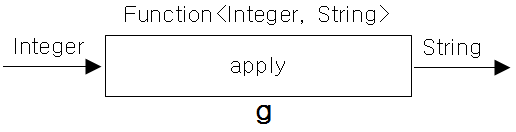 Function<Integer, String>
Integer
apply
String
g